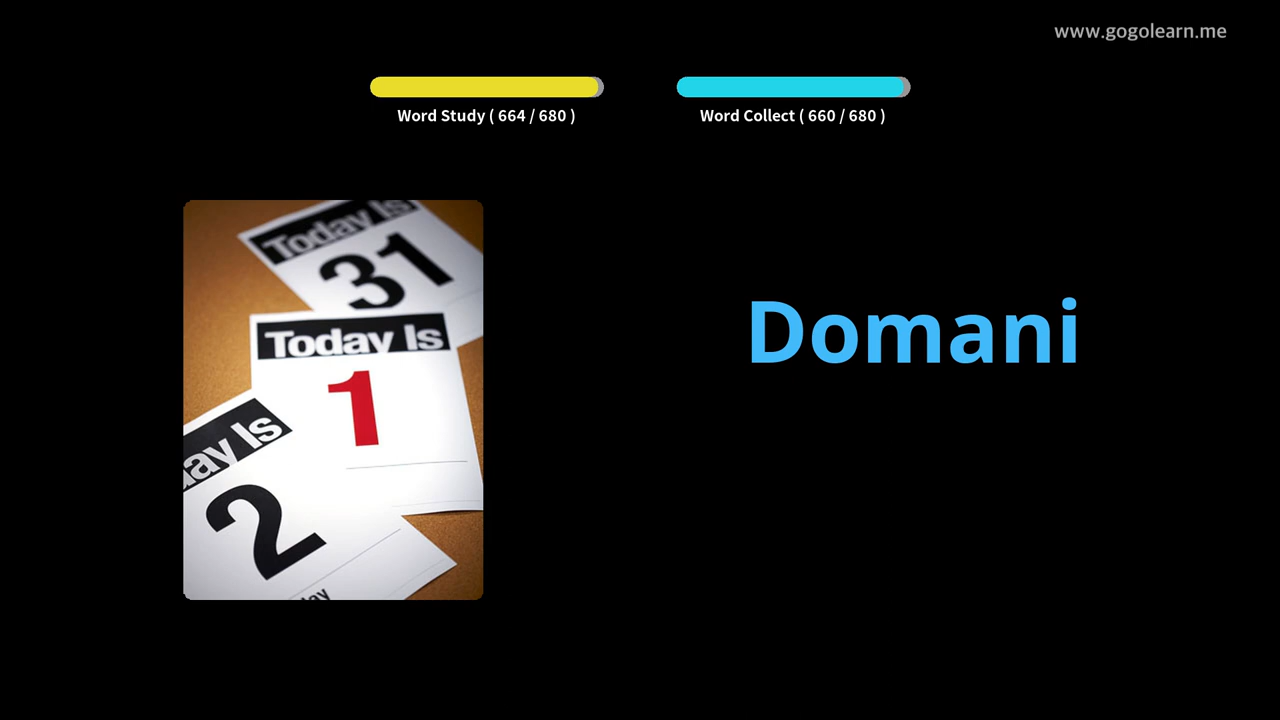 www.gogolearn.me
Word Study ( 664 / 680 )
Word Collect ( 660 / 680 )
Today Is
31
Today Is
1
Domani
ay Is
2
ay